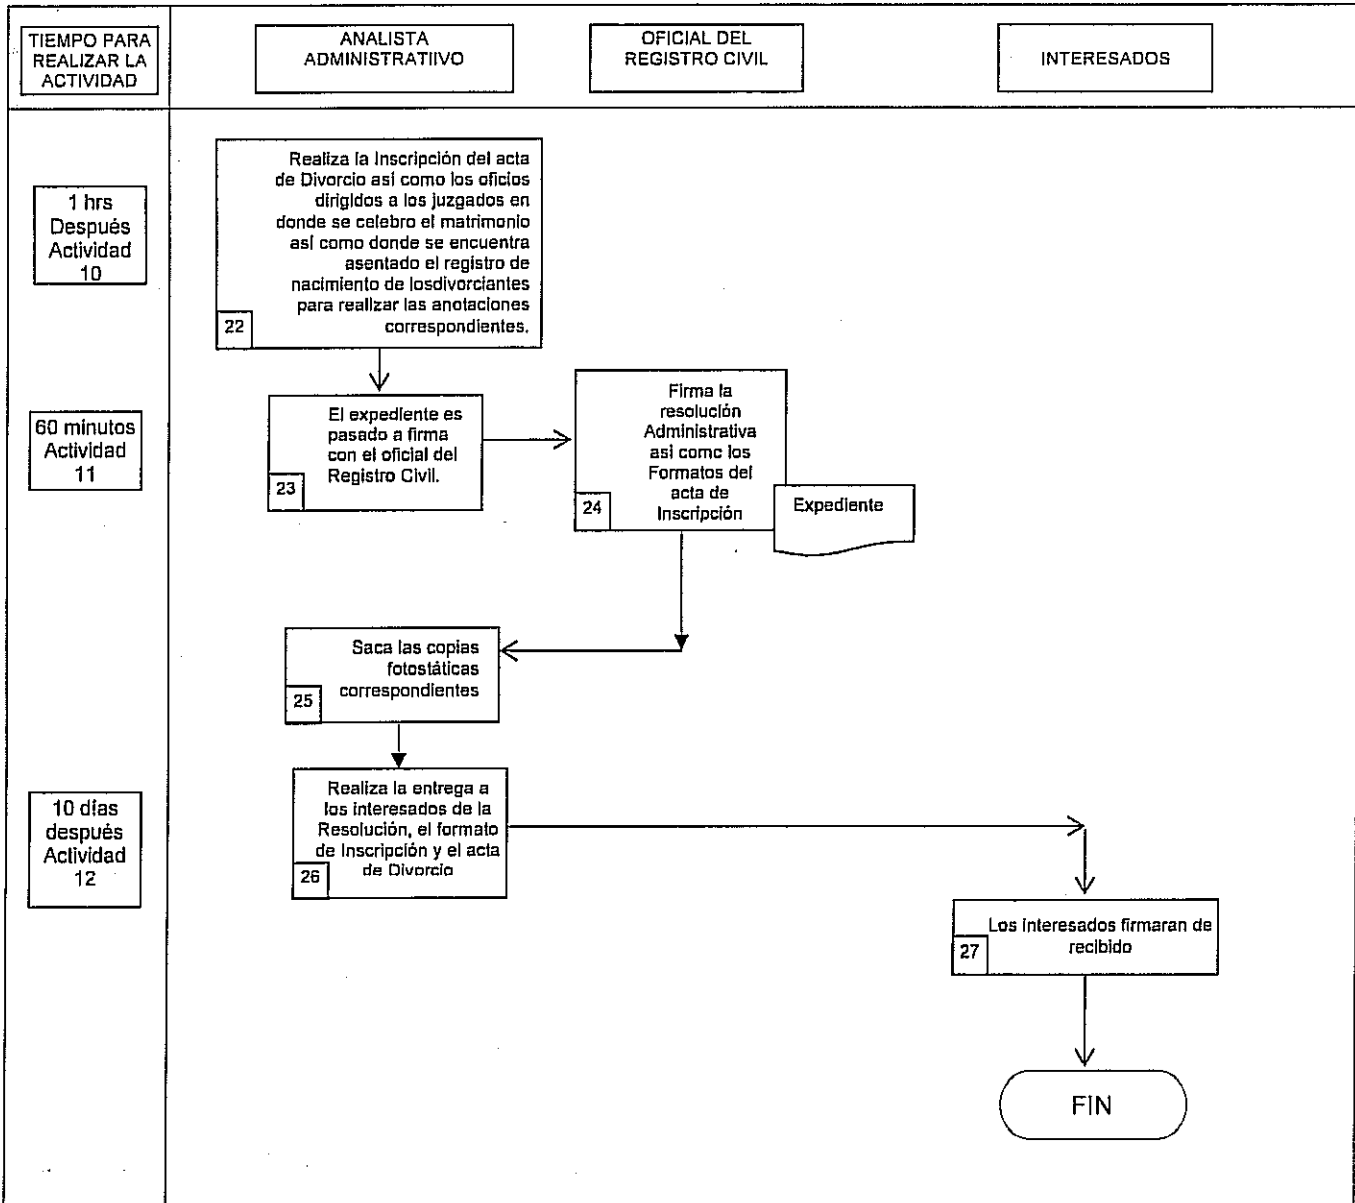 TIEMPO PARA
REALIZAR LA
ACTIVIDAD
ANALISTA
ADMINISTRATIIVO
OFICIAL DEL
REGISTRO CIVIL
INTERESADOS
1 hrs
Después
Actividad
10
Realiza la Inscripción del acta
de Divorcio así como los oficios
dirigidos a los juzgados en
donde se celebro el matrimonio
así como donde se encuentra
asentado el registro de
nacimiento de losdivorciantes
para realizar las anotaciones
correspondientes.
22
60 minutos
Actividad
11
El expediente es
pasado a firma
con el oficial del
Registro Civil.
23
Firma la
resolución
Administrativa
así como los
Formatos del
acta de
Inscripción
24
Expediente
Saca las copias
fotostáticas
correspondientes
25
10 días
después
Actividad
12
Realiza la entrega a
los interesados de la
Resolución, el formato
de Inscripción y el acta
de Divorcio
26
Los interesados firmaran de
recibido
27
FIN